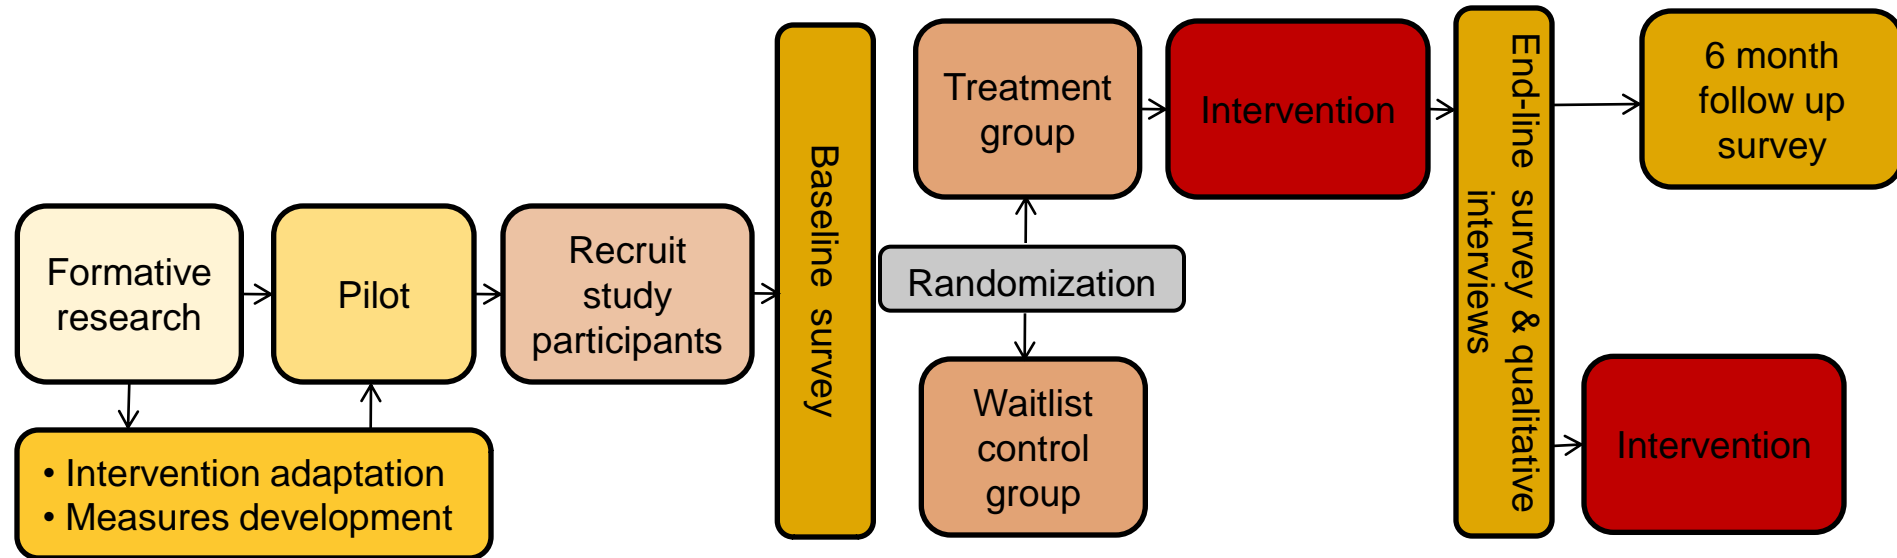 Formative
research
Pilot
• Intervention adaptation
• Measures development
Recruit
study
participants
Baseline survey
Treatment
group
Randomization
Waitlist
control
group
Intervention
End-line survey & qualitative
interviews
6 month
follow up
survey
Intervention